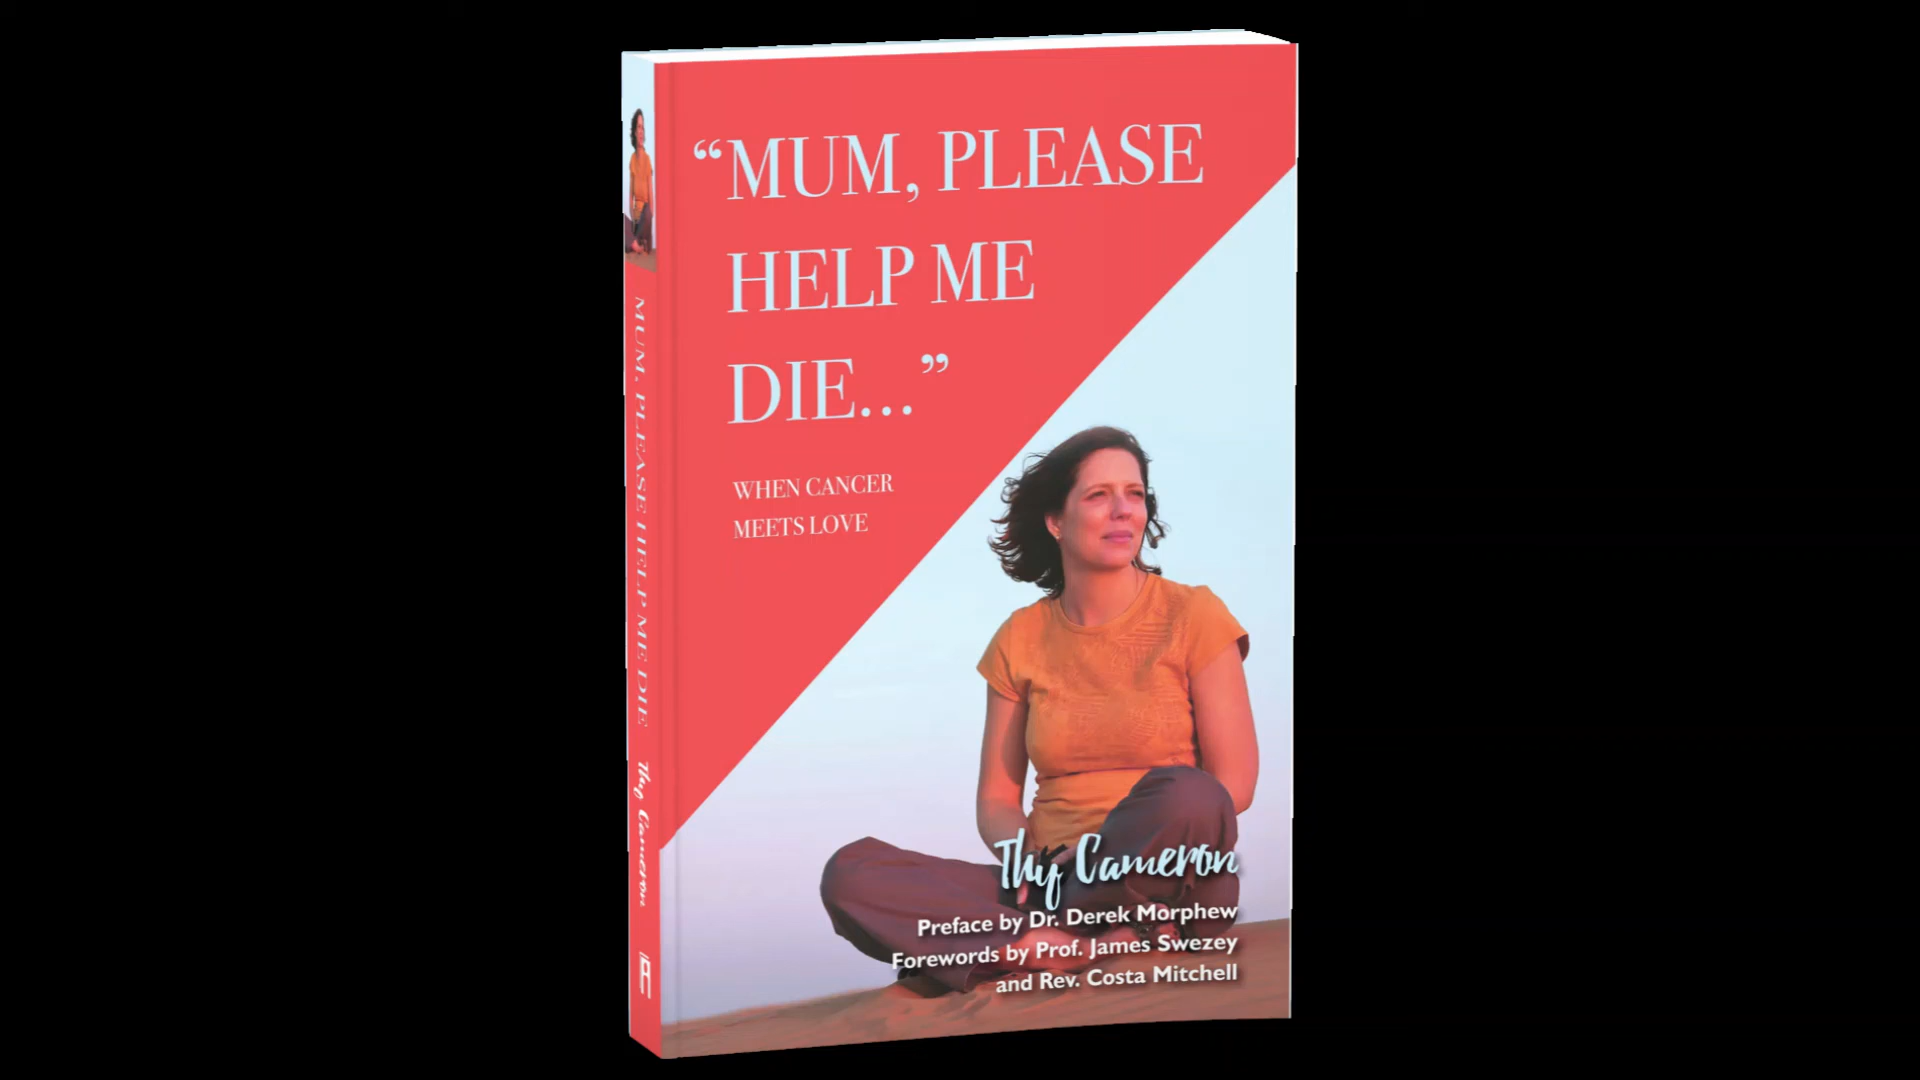 “MUM, PLEASE
HELP ME
DIE...”
WHEN CANCER
MEETS LOVE
Thy Cameron
Preface by Dr. Derek Morphew
Forewords by Prof. James Swezey
and Rev. Costa Mitchell
MUM, PLEASE HELP ME DIE Thy Cameron